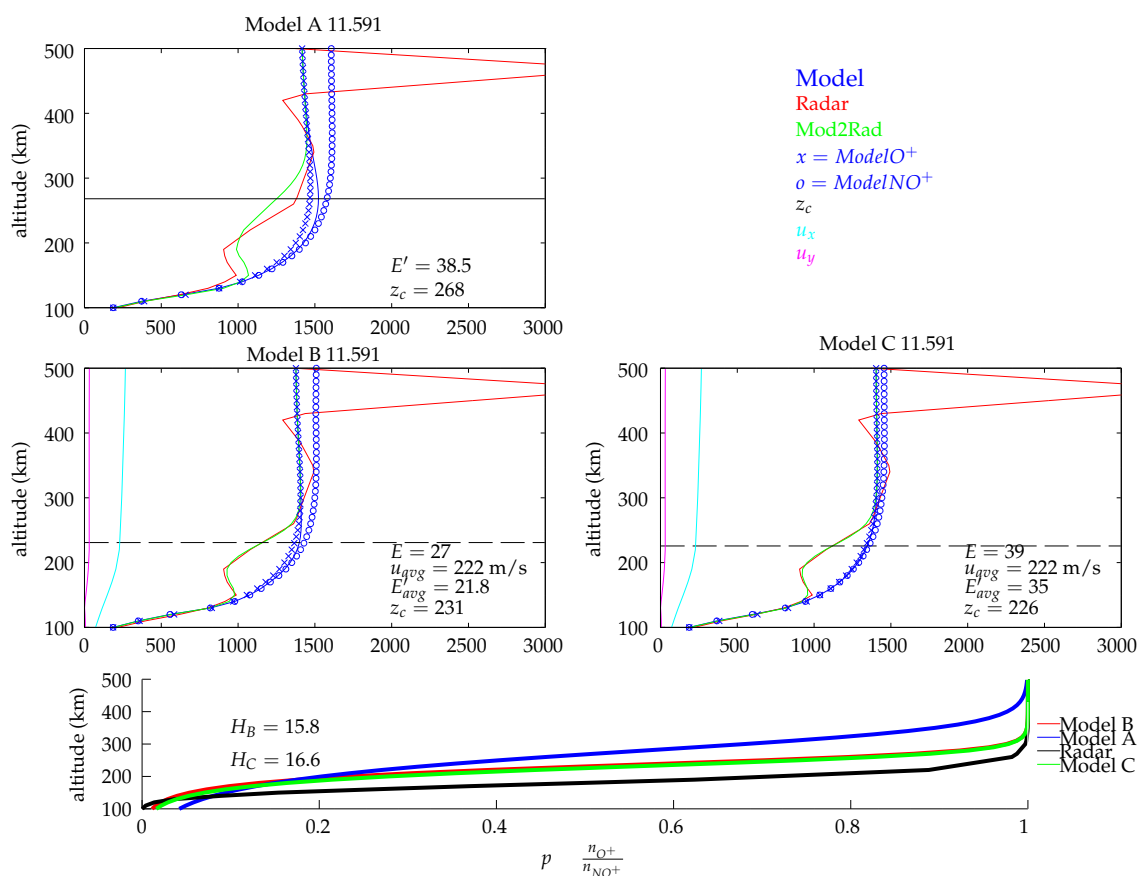 Model A 11.591
altitude (km)
500
400
300
200
100
0 500 1000 1500 2000 2500 3000
E′ = 38.5
z_c = 268
Model
Radar
Mod2Rad
x = ModelO⁺
o = ModelNO⁺
z_c
u_x
u_y
Model B 11.591
altitude (km)
500
400
300
200
100
0 500 1000 1500 2000 2500 3000
E = 27
u_avg = 222 m/s
E′_avg = 21.8
z_c = 231
Model C 11.591
altitude (km)
500
400
300
200
100
0 500 1000 1500 2000 2500 3000
E = 39
u_avg = 222 m/s
E′_avg = 35
z_c = 226
altitude (km)
500
400
300
200
100
H_B = 15.8
H_C = 16.6
0 0.2 0.4 0.6 0.8 1
p n_O⁺/n_NO⁺
Model B
Model A
Radar
Model C